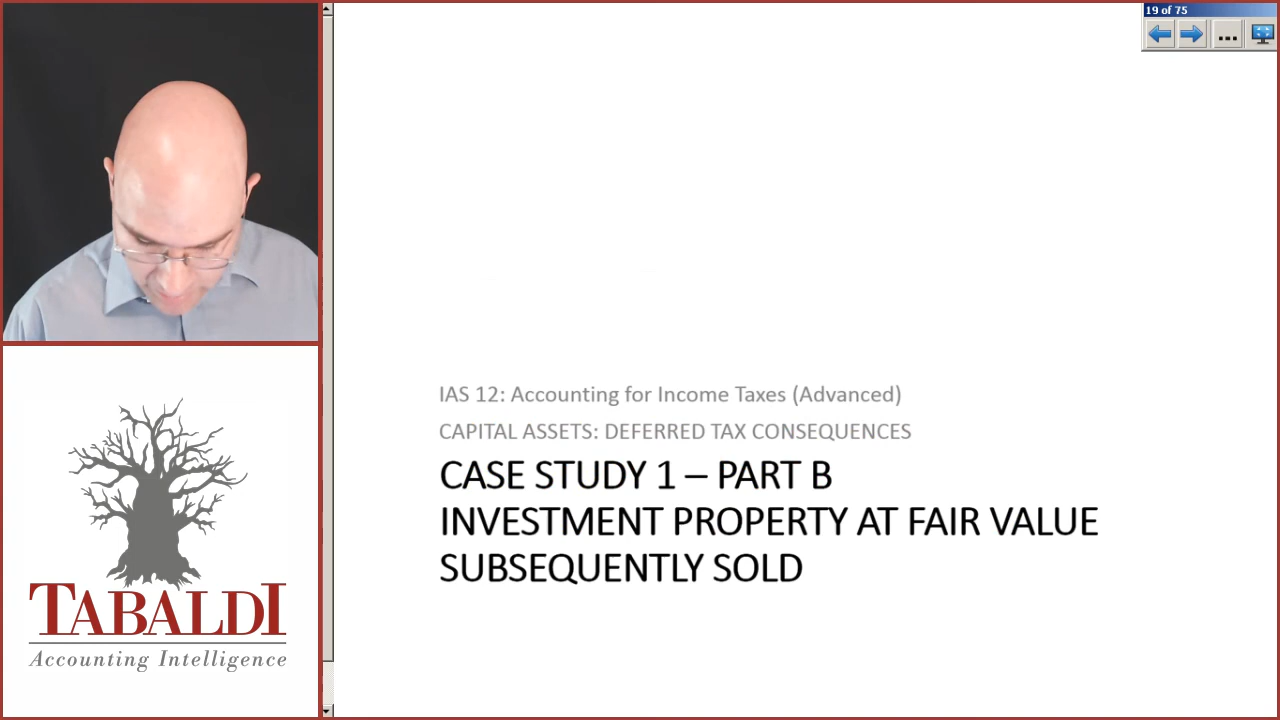 19 of 75
IAS 12: Accounting for Income Taxes (Advanced)
CAPITAL ASSETS: DEFERRED TAX CONSEQUENCES
CASE STUDY 1 – PART B
INVESTMENT PROPERTY AT FAIR VALUE
SUBSEQUENTLY SOLD
TABALDI
Accounting Intelligence